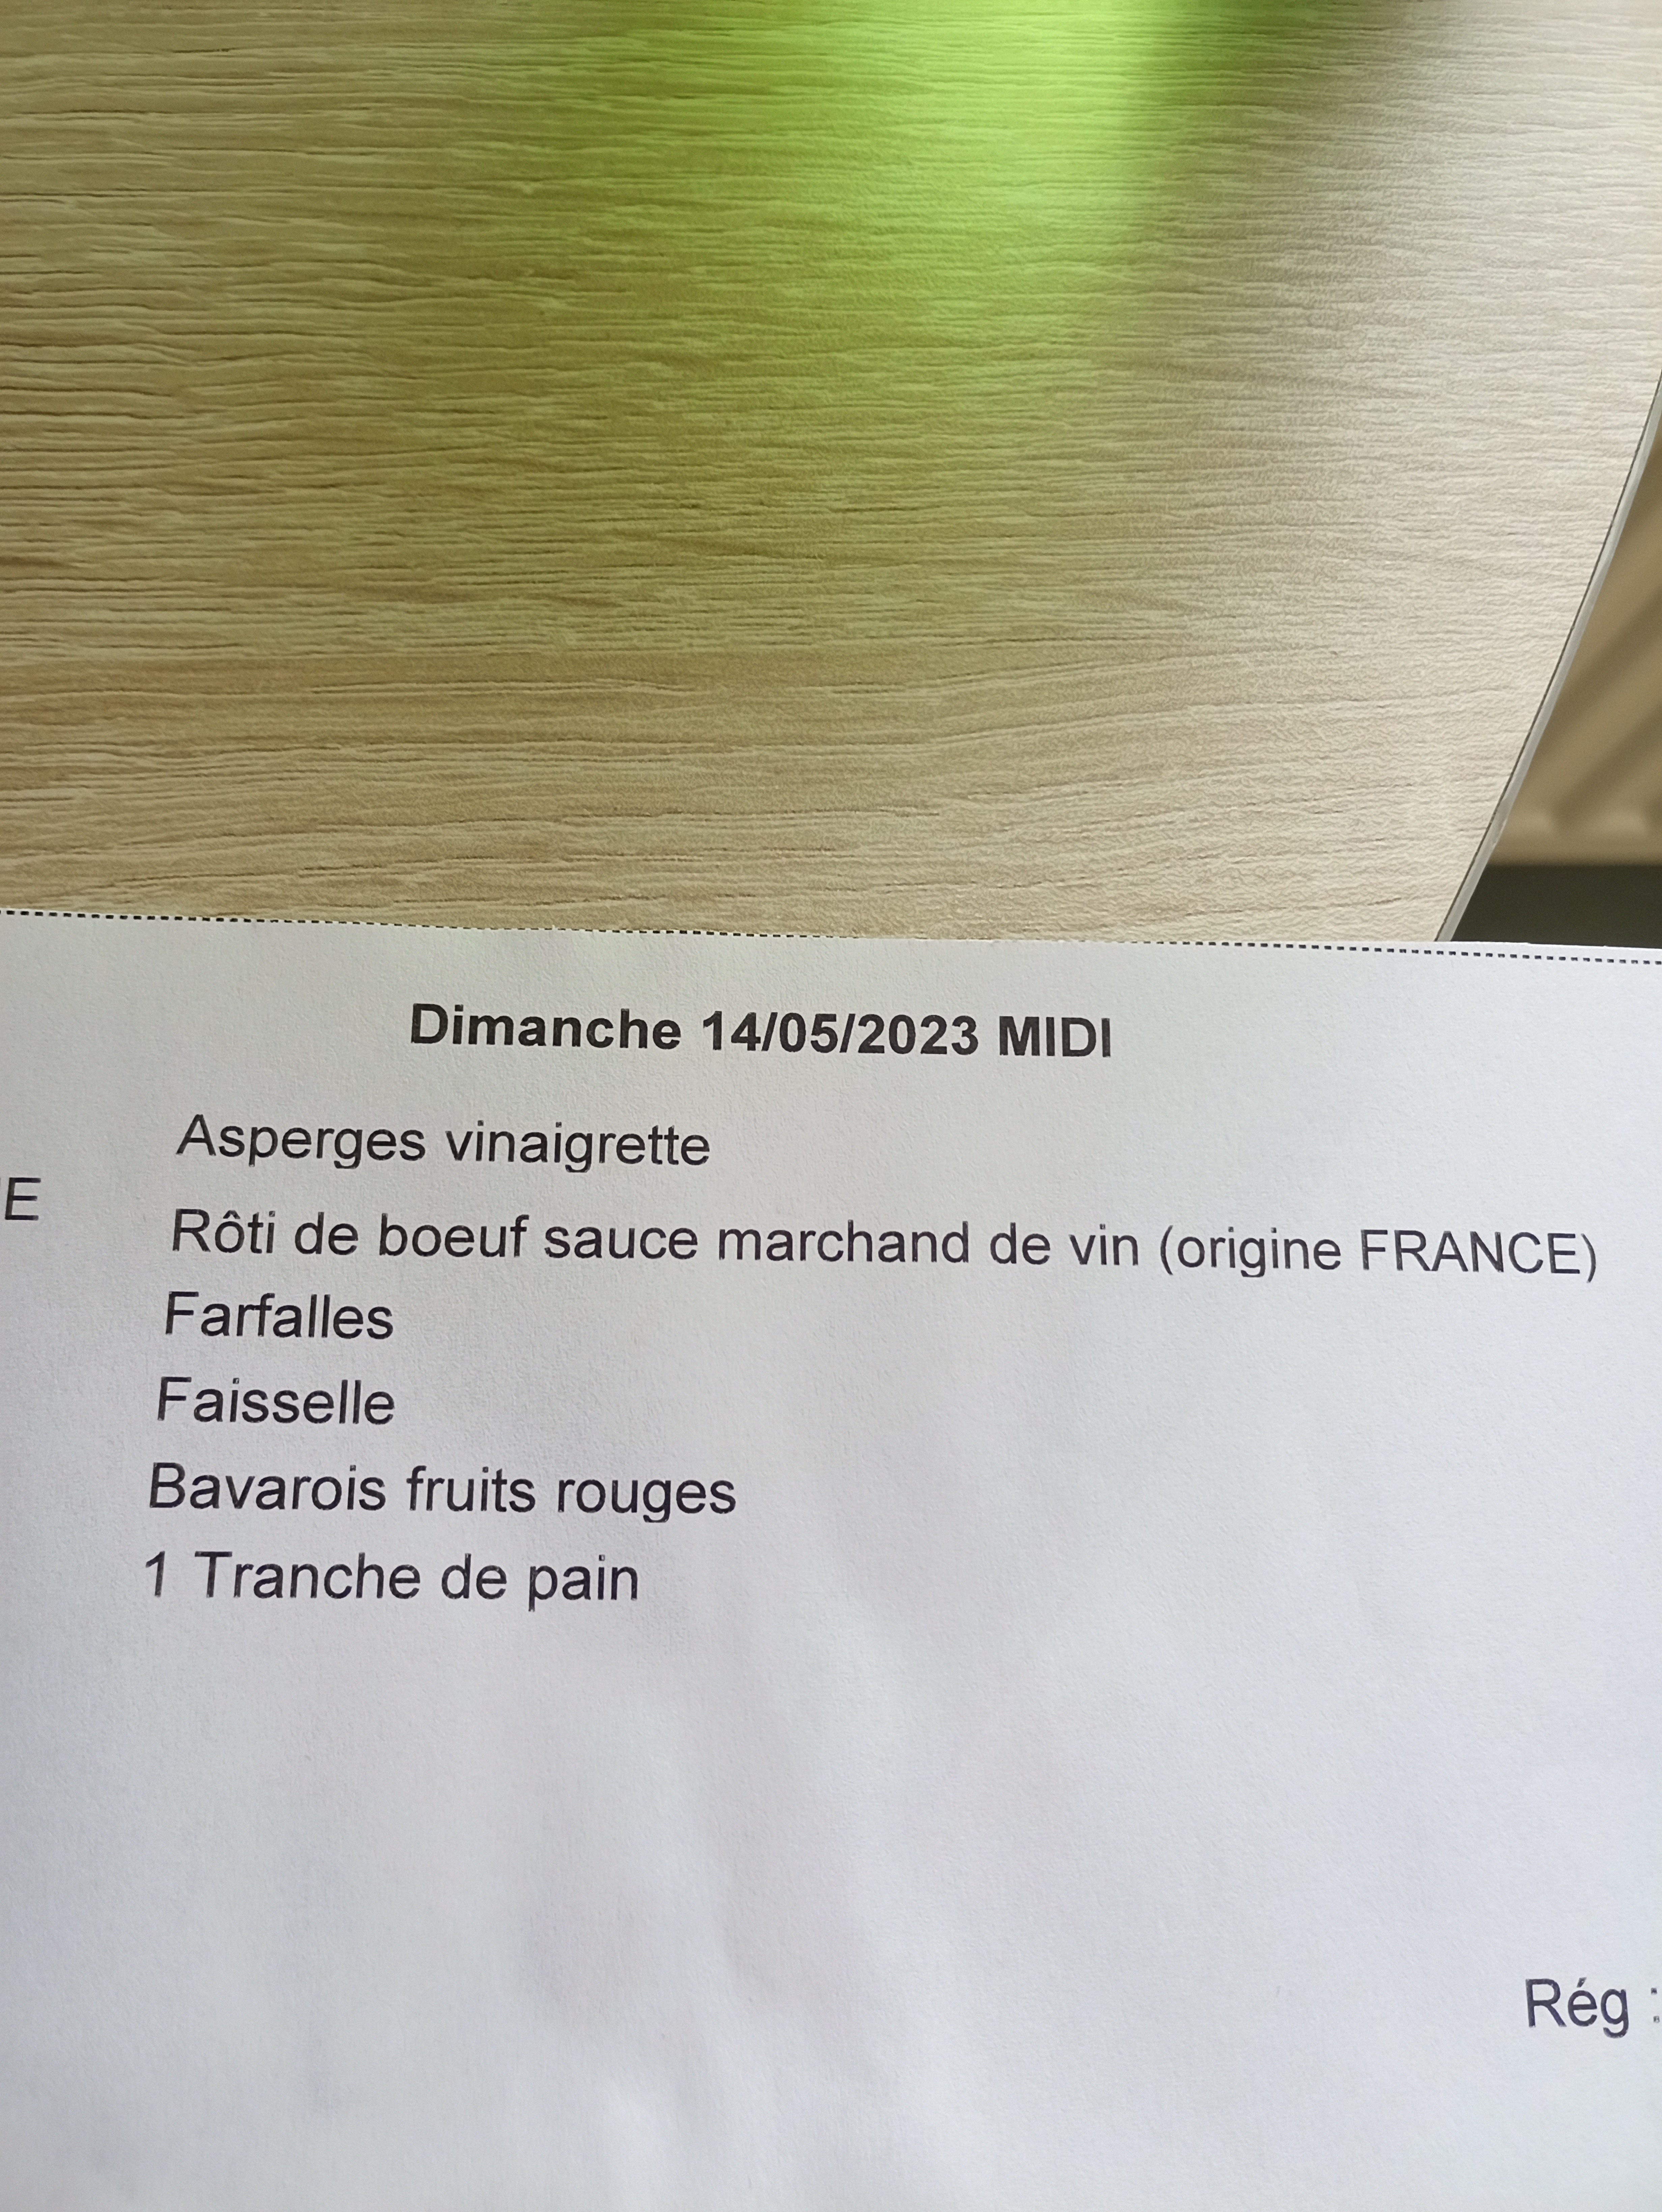 Dimanche 14/05/2023 MIDI
Asperges vinaigrette
E
Rôti de boeuf sauce marchand de vin (origine FRANCE)
Farfalles
Faisselle
Bavarois fruits rouges
1 Tranche de pain
Rég :